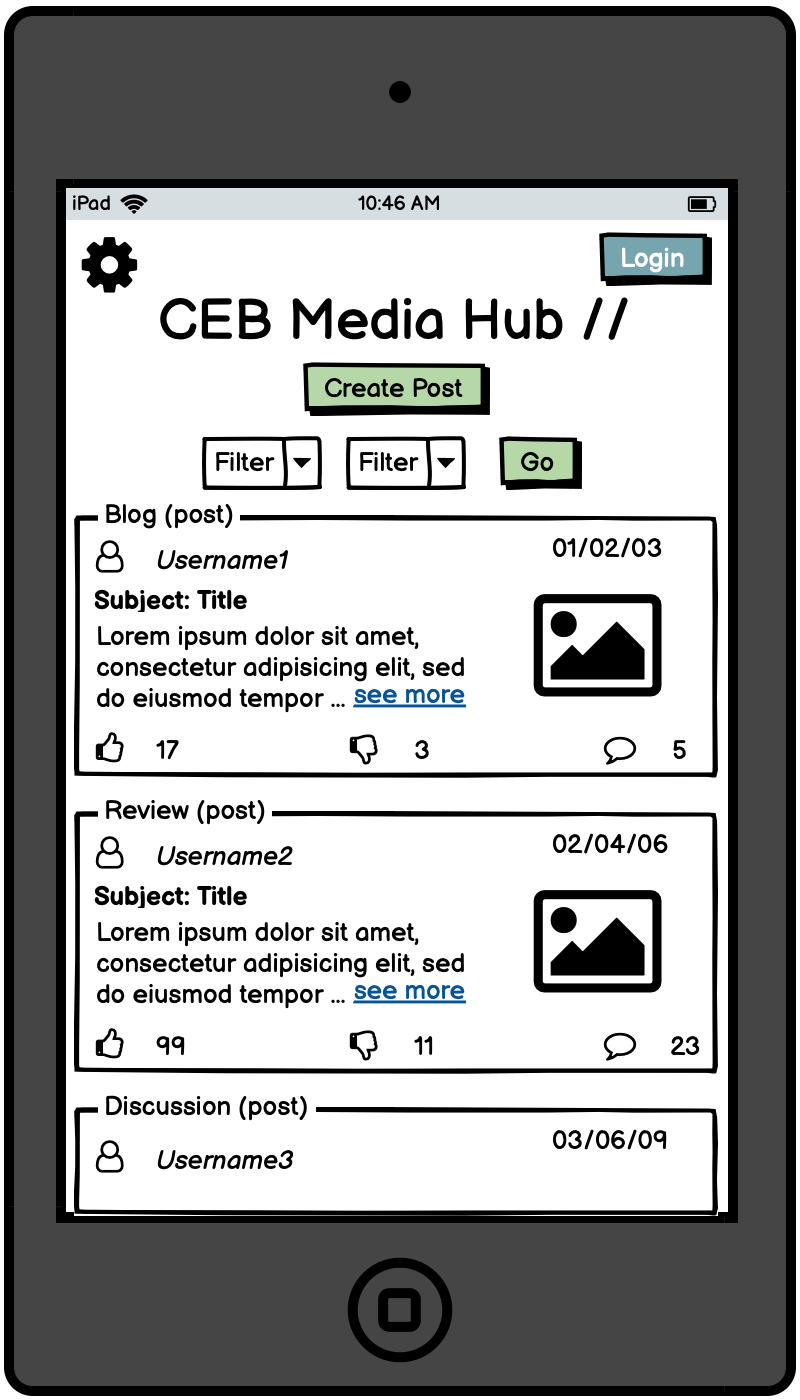 iPad 10:46 AM
Login
CEB Media Hub //
Create Post
Filter Filter Go
Blog (post)
Username1 01/02/03
Subject: Title
Lorem ipsum dolor sit amet,
consectetur adipisicing elit, sed
do eiusmod tempor ... see more
17 3 5
Review (post)
Username2 02/04/06
Subject: Title
Lorem ipsum dolor sit amet,
consectetur adipisicing elit, sed
do eiusmod tempor ... see more
99 11 23
Discussion (post)
Username3 03/06/09